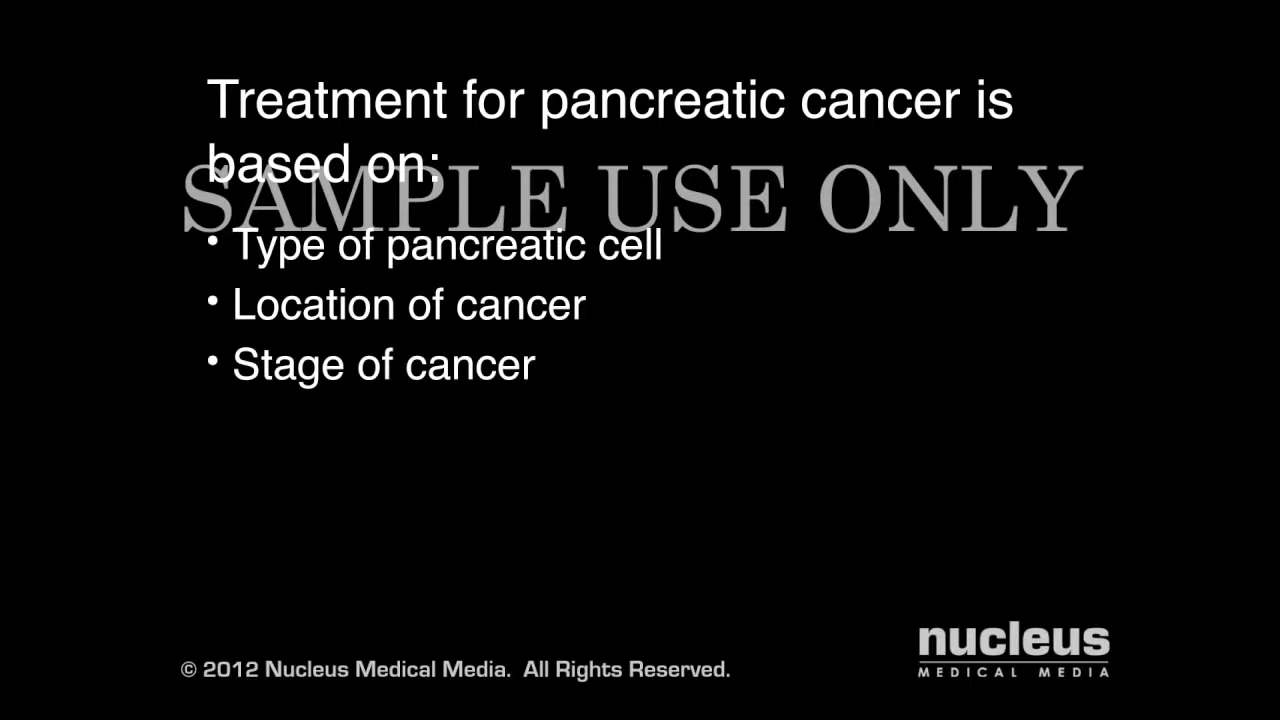 Treatment for pancreatic cancer is
based on:
SAMPLE USE ONLY
• Type of pancreatic cell
• Location of cancer
• Stage of cancer
nucleus
MEDICAL MEDIA
© 2012 Nucleus Medical Media. All Rights Reserved.